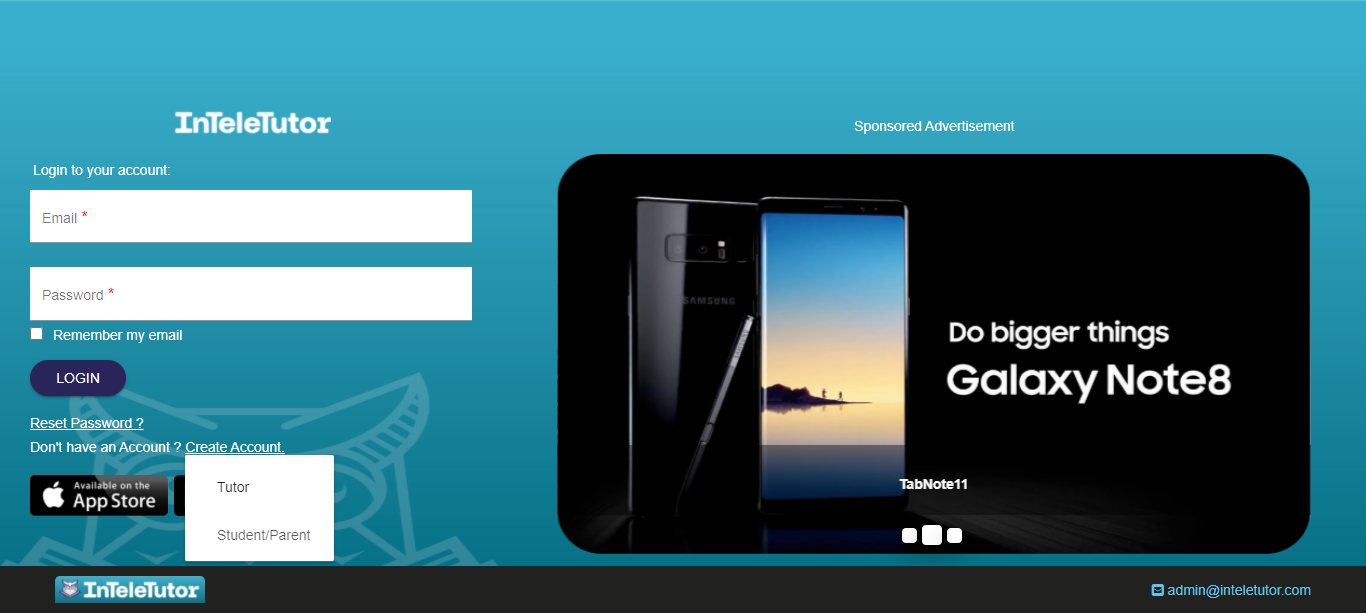 InTeleTutor
Login to your account:
Email *
Password *
Remember my email
LOGIN
Reset Password ?
Don't have an Account ? Create Account.
Tutor
Student/Parent
Available on the
App Store
Sponsored Advertisement
SAMSUNG
Do bigger things
Galaxy Note8
TabNote11
InTeleTutor
admin@inteletutor.com